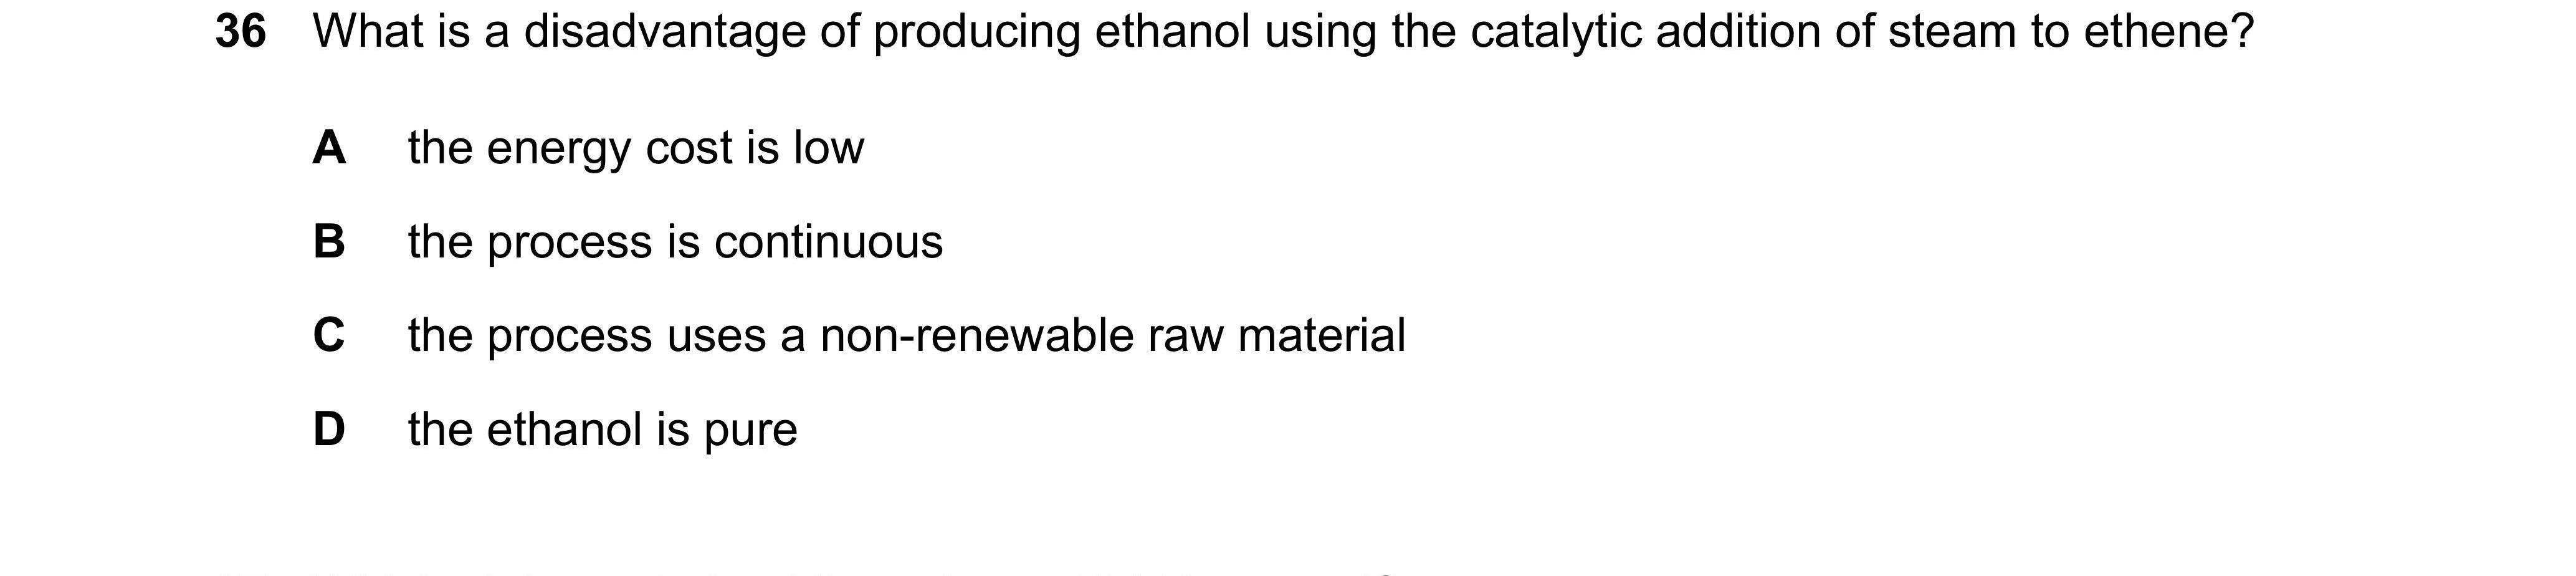 36 What is a disadvantage of producing ethanol using the catalytic addition of steam to ethene?
A the energy cost is low
B the process is continuous
C the process uses a non-renewable raw material
D the ethanol is pure